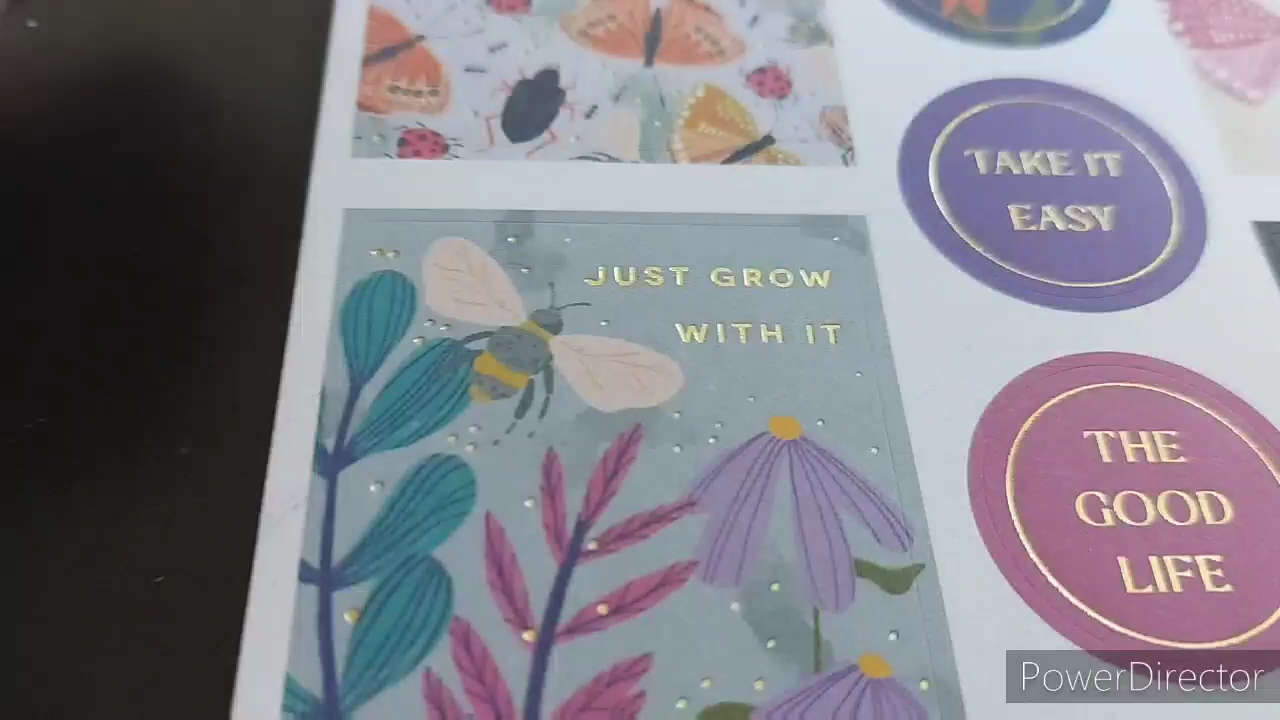 TAKE IT
EASY
JUST GROW
WITH IT
THE
GOOD
LIFE
PowerDirector